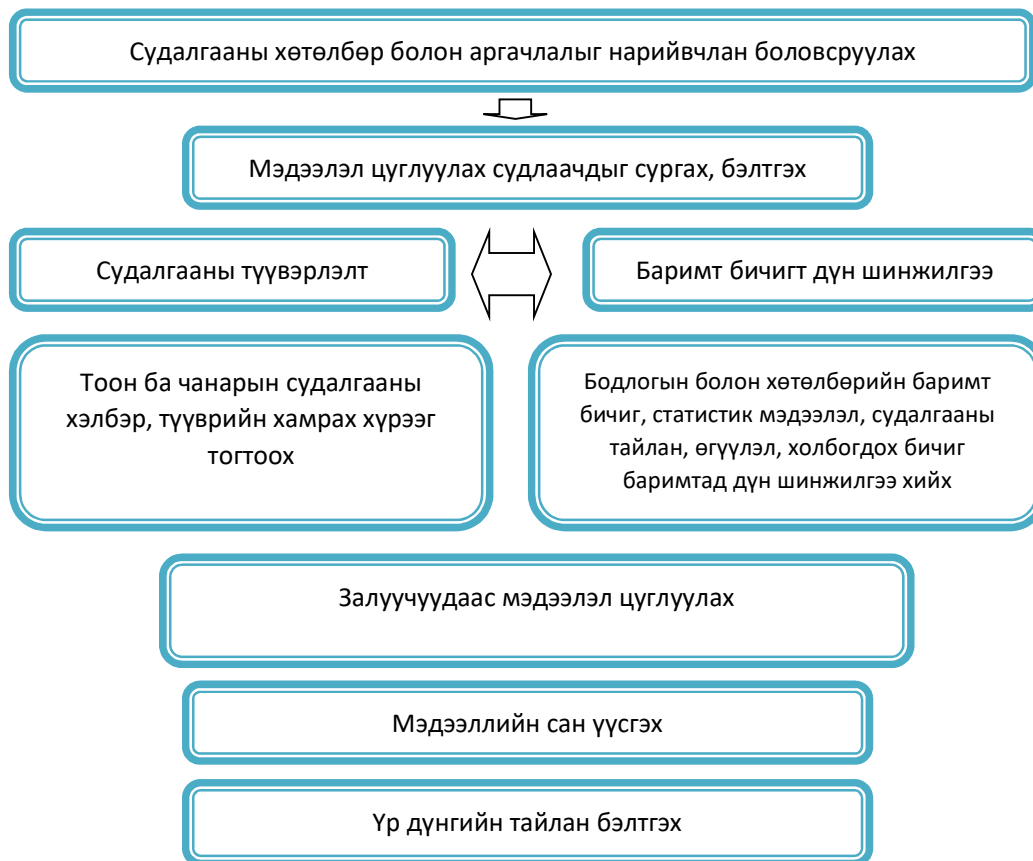 Судалгааны хөтөлбөр болон аргачлалыг нарийвчлан боловсруулах
Мэдээлэл цуглуулах судлаачдыг сургах, бэлтгэх
Судалгааны түүвэрлэлт
Баримт бичигт дүн шинжилгээ
Тоон ба чанарын судалгааны
хэлбэр, түүврийн хамрах хүрээг
тогтоох
Бодлогын болон хөтөлбөрийн баримт
бичиг, статистик мэдээлэл, судалгааны
тайлан, өгүүлэл, холбогдох бичиг
баримтад дүн шинжилгээ хийх
Залуучуудаас мэдээлэл цуглуулах
Мэдээллийн сан үүсгэх
Үр дүнгийн тайлан бэлтгэх